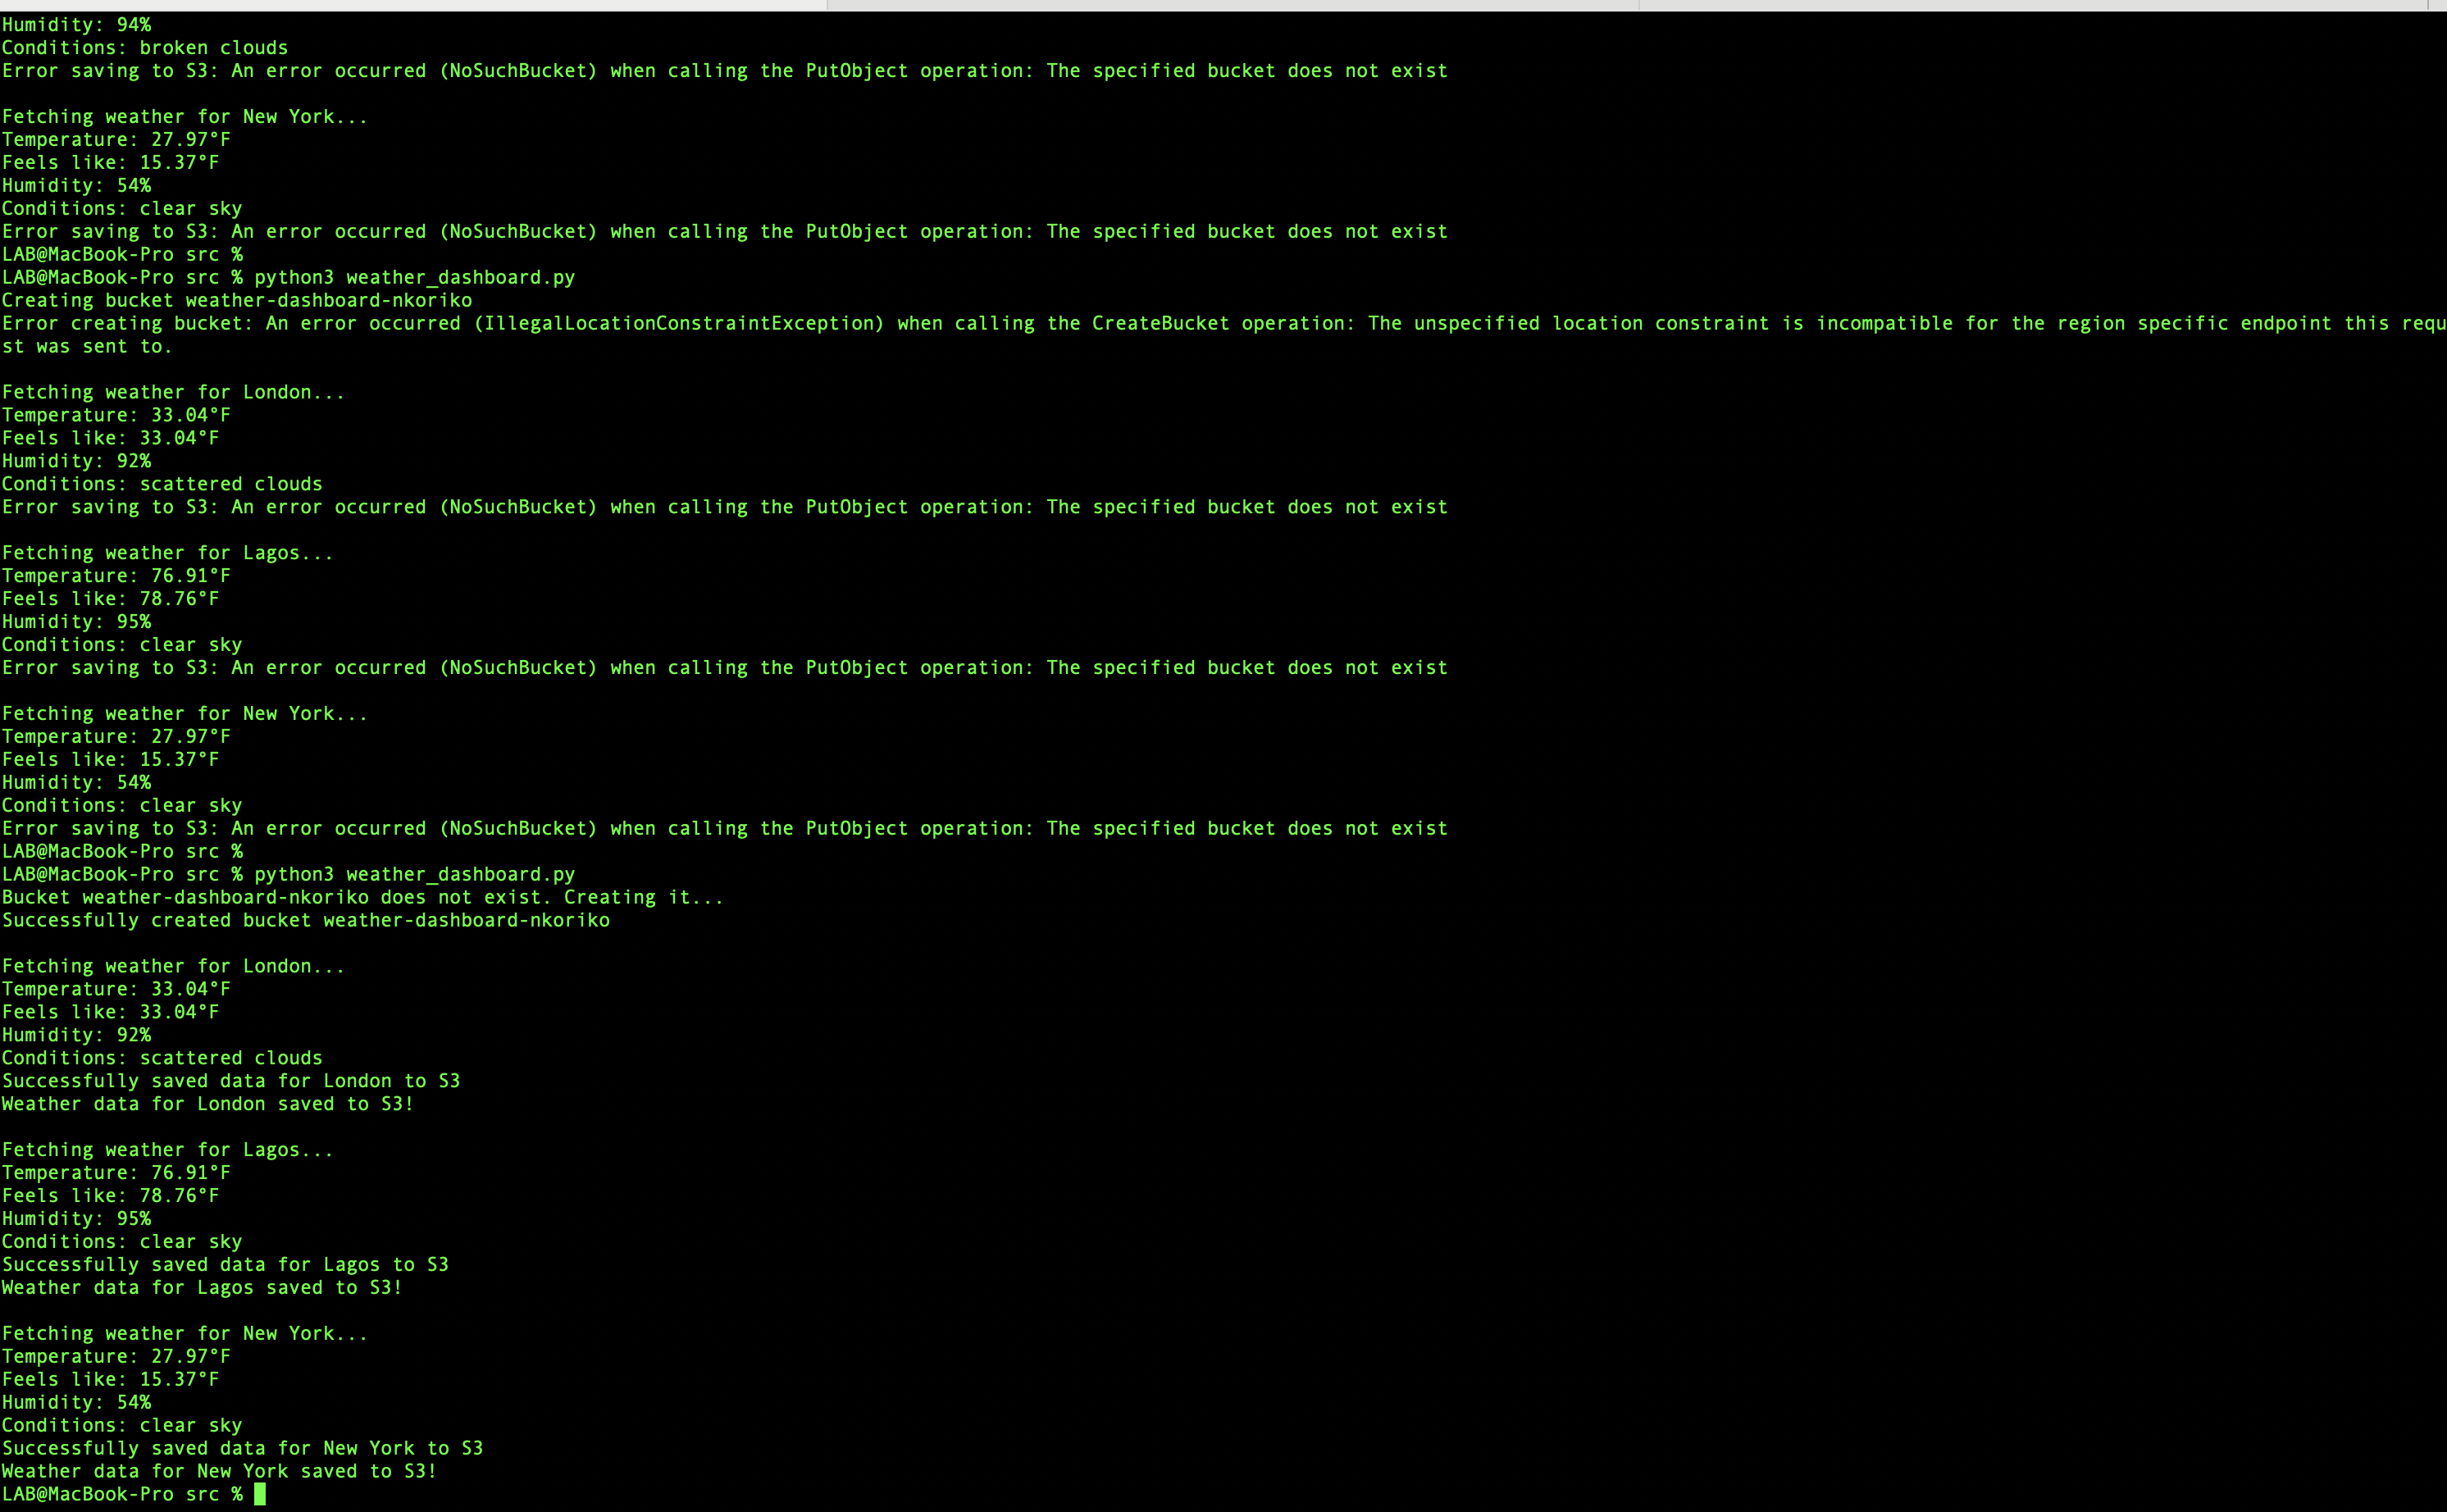 Humidity: 94%
Conditions: broken clouds
Error saving to S3: An error occurred (NoSuchBucket) when calling the PutObject operation: The specified bucket does not exist

Fetching weather for New York...
Temperature: 27.97°F
Feels like: 15.37°F
Humidity: 54%
Conditions: clear sky
Error saving to S3: An error occurred (NoSuchBucket) when calling the PutObject operation: The specified bucket does not exist
LAB@MacBook-Pro src %
LAB@MacBook-Pro src % python3 weather_dashboard.py
Creating bucket weather-dashboard-nkoriko
Error creating bucket: An error occurred (IllegalLocationConstraintException) when calling the CreateBucket operation: The unspecified location constraint is incompatible for the region specific endpoint this requ
st was sent to.

Fetching weather for London...
Temperature: 33.04°F
Feels like: 33.04°F
Humidity: 92%
Conditions: scattered clouds
Error saving to S3: An error occurred (NoSuchBucket) when calling the PutObject operation: The specified bucket does not exist

Fetching weather for Lagos...
Temperature: 76.91°F
Feels like: 78.76°F
Humidity: 95%
Conditions: clear sky
Error saving to S3: An error occurred (NoSuchBucket) when calling the PutObject operation: The specified bucket does not exist

Fetching weather for New York...
Temperature: 27.97°F
Feels like: 15.37°F
Humidity: 54%
Conditions: clear sky
Error saving to S3: An error occurred (NoSuchBucket) when calling the PutObject operation: The specified bucket does not exist
LAB@MacBook-Pro src %
LAB@MacBook-Pro src % python3 weather_dashboard.py
Bucket weather-dashboard-nkoriko does not exist. Creating it...
Successfully created bucket weather-dashboard-nkoriko

Fetching weather for London...
Temperature: 33.04°F
Feels like: 33.04°F
Humidity: 92%
Conditions: scattered clouds
Successfully saved data for London to S3
Weather data for London saved to S3!

Fetching weather for Lagos...
Temperature: 76.91°F
Feels like: 78.76°F
Humidity: 95%
Conditions: clear sky
Successfully saved data for Lagos to S3
Weather data for Lagos saved to S3!

Fetching weather for New York...
Temperature: 27.97°F
Feels like: 15.37°F
Humidity: 54%
Conditions: clear sky
Successfully saved data for New York to S3
Weather data for New York saved to S3!
LAB@MacBook-Pro src %